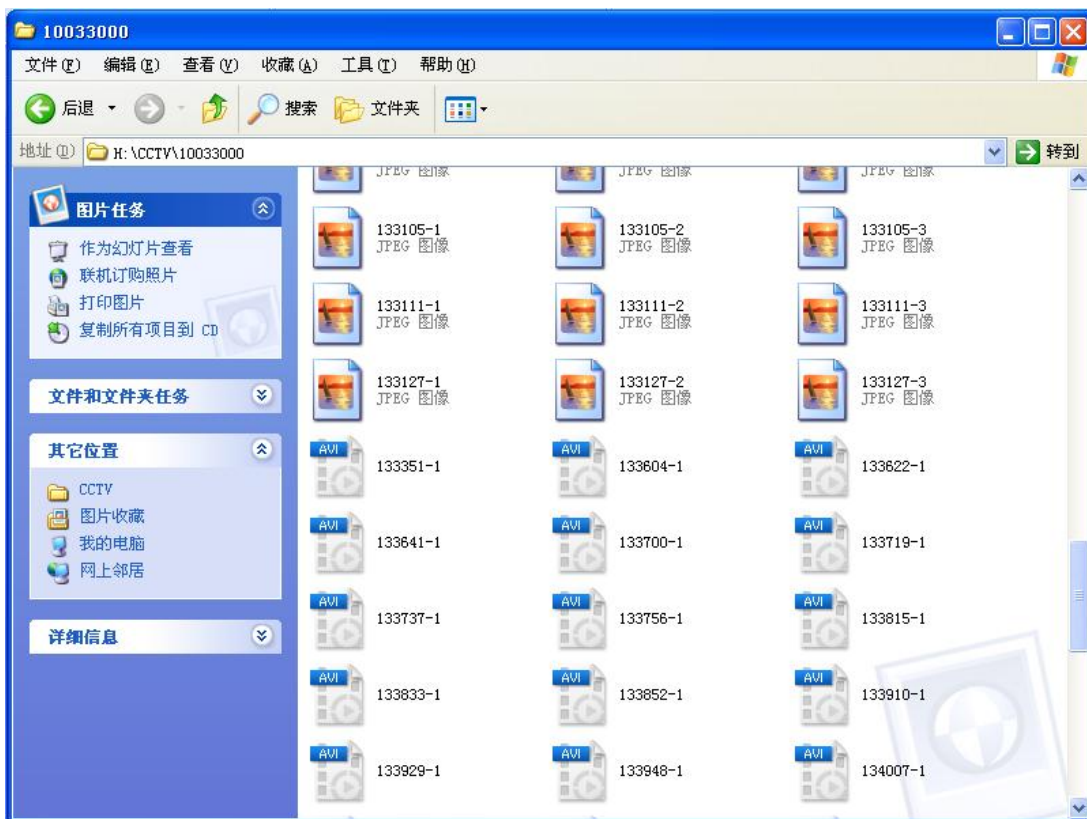 10033000
文件(F) 编辑(E) 查看(V) 收藏(A) 工具(T) 帮助(H)
后退 搜索 文件夹
地址(D) H:\CCTV\10033000 转到
图片任务
作为幻灯片查看
联机订购照片
打印图片
复制所有项目到 CD
文件和文件夹任务
其它位置
CCTV
图片收藏
我的电脑
网上邻居
详细信息
JPEG 图像 JPEG 图像 JPEG 图像
133105-1 133105-2 133105-3
JPEG 图像 JPEG 图像 JPEG 图像
133111-1 133111-2 133111-3
JPEG 图像 JPEG 图像 JPEG 图像
133127-1 133127-2 133127-3
JPEG 图像 JPEG 图像 JPEG 图像
AVI AVI AVI
133351-1 133604-1 133622-1
AVI AVI AVI
133641-1 133700-1 133719-1
AVI AVI AVI
133737-1 133756-1 133815-1
AVI AVI AVI
133833-1 133852-1 133910-1
AVI AVI AVI
133929-1 133948-1 134007-1